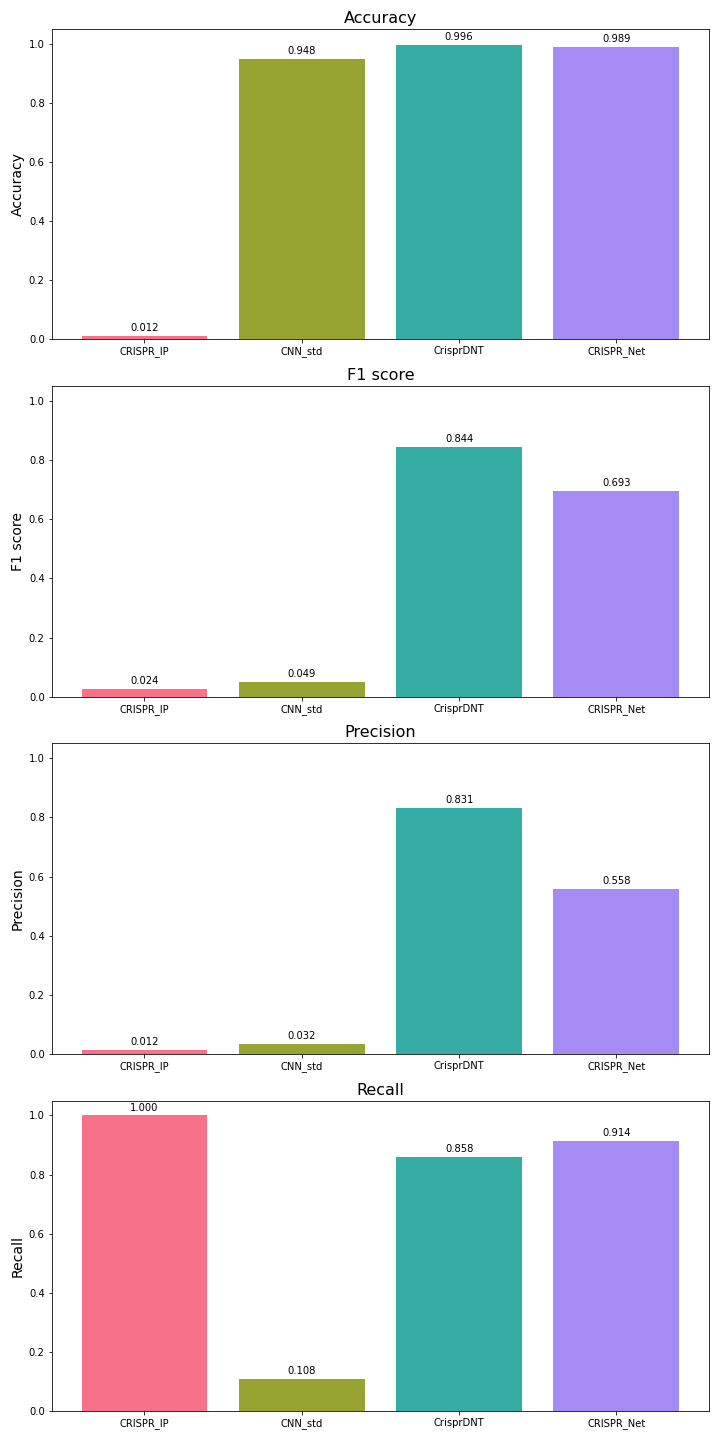 Accuracy
1.0
0.8
0.6
0.4
0.2
0.0
Accuracy
0.012
0.948
0.996
0.989
CRISPR_IP
CNN_std
CrisprDNT
CRISPR_Net
F1 score
1.0
0.8
0.6
0.4
0.2
0.0
F1 score
0.024
0.049
0.844
0.693
CRISPR_IP
CNN_std
CrisprDNT
CRISPR_Net
Precision
1.0
0.8
0.6
0.4
0.2
0.0
Precision
0.012
0.032
0.831
0.558
CRISPR_IP
CNN_std
CrisprDNT
CRISPR_Net
Recall
1.0
0.8
0.6
0.4
0.2
0.0
Recall
1.000
0.108
0.858
0.914
CRISPR_IP
CNN_std
CrisprDNT
CRISPR_Net